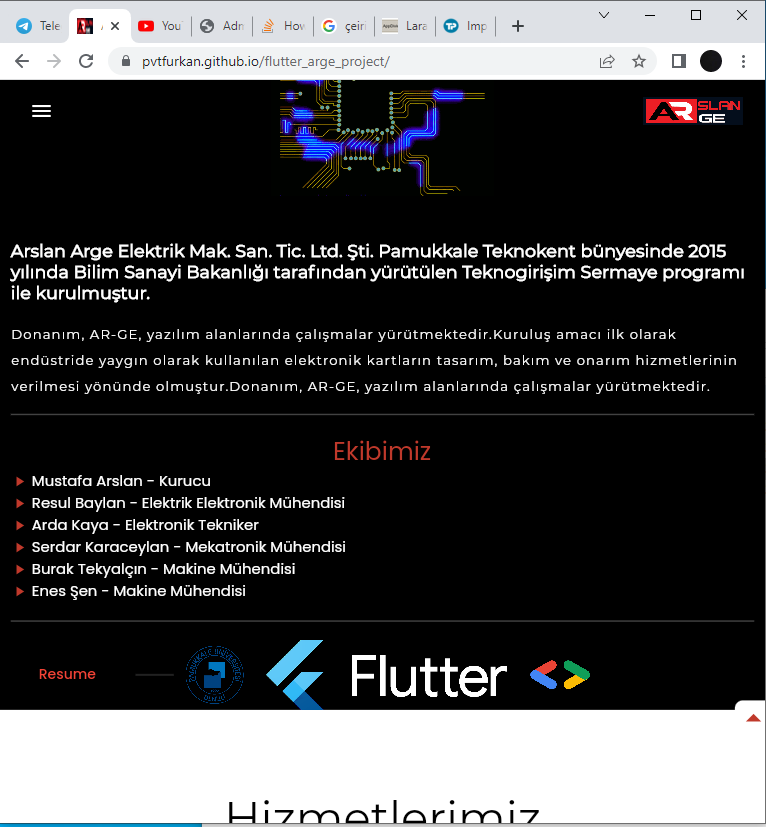 Tele
You
Adn
How
çeiri
Lara
Imp
pvtfurkan.github.io/flutter_arge_project/
ARSLAN
GE
Arslan Arge Elektrik Mak. San. Tic. Ltd. Şti. Pamukkale Teknokent bünyesinde 2015
yılında Bilim Sanayi Bakanlığı tarafından yürütülen Teknogirişim Sermaye programı
ile kurulmuştur.
Donanım, AR-GE, yazılım alanlarında çalışmalar yürütmektedir.Kuruluş amacı ilk olarak
endüstride yaygın olarak kullanılan elektronik kartların tasarım, bakım ve onarım hizmetlerinin
verilmesi yönünde olmuştur.Donanım, AR-GE, yazılım alanlarında çalışmalar yürütmektedir.
Ekibimiz
Mustafa Arslan - Kurucu
Resul Baylan - Elektrik Elektronik Mühendisi
Arda Kaya - Elektronik Tekniker
Serdar Karaceylan - Mekatronik Mühendisi
Burak Tekyalçın - Makine Mühendisi
Enes Şen - Makine Mühendisi
Resume
Flutter
Hizmetlerimiz